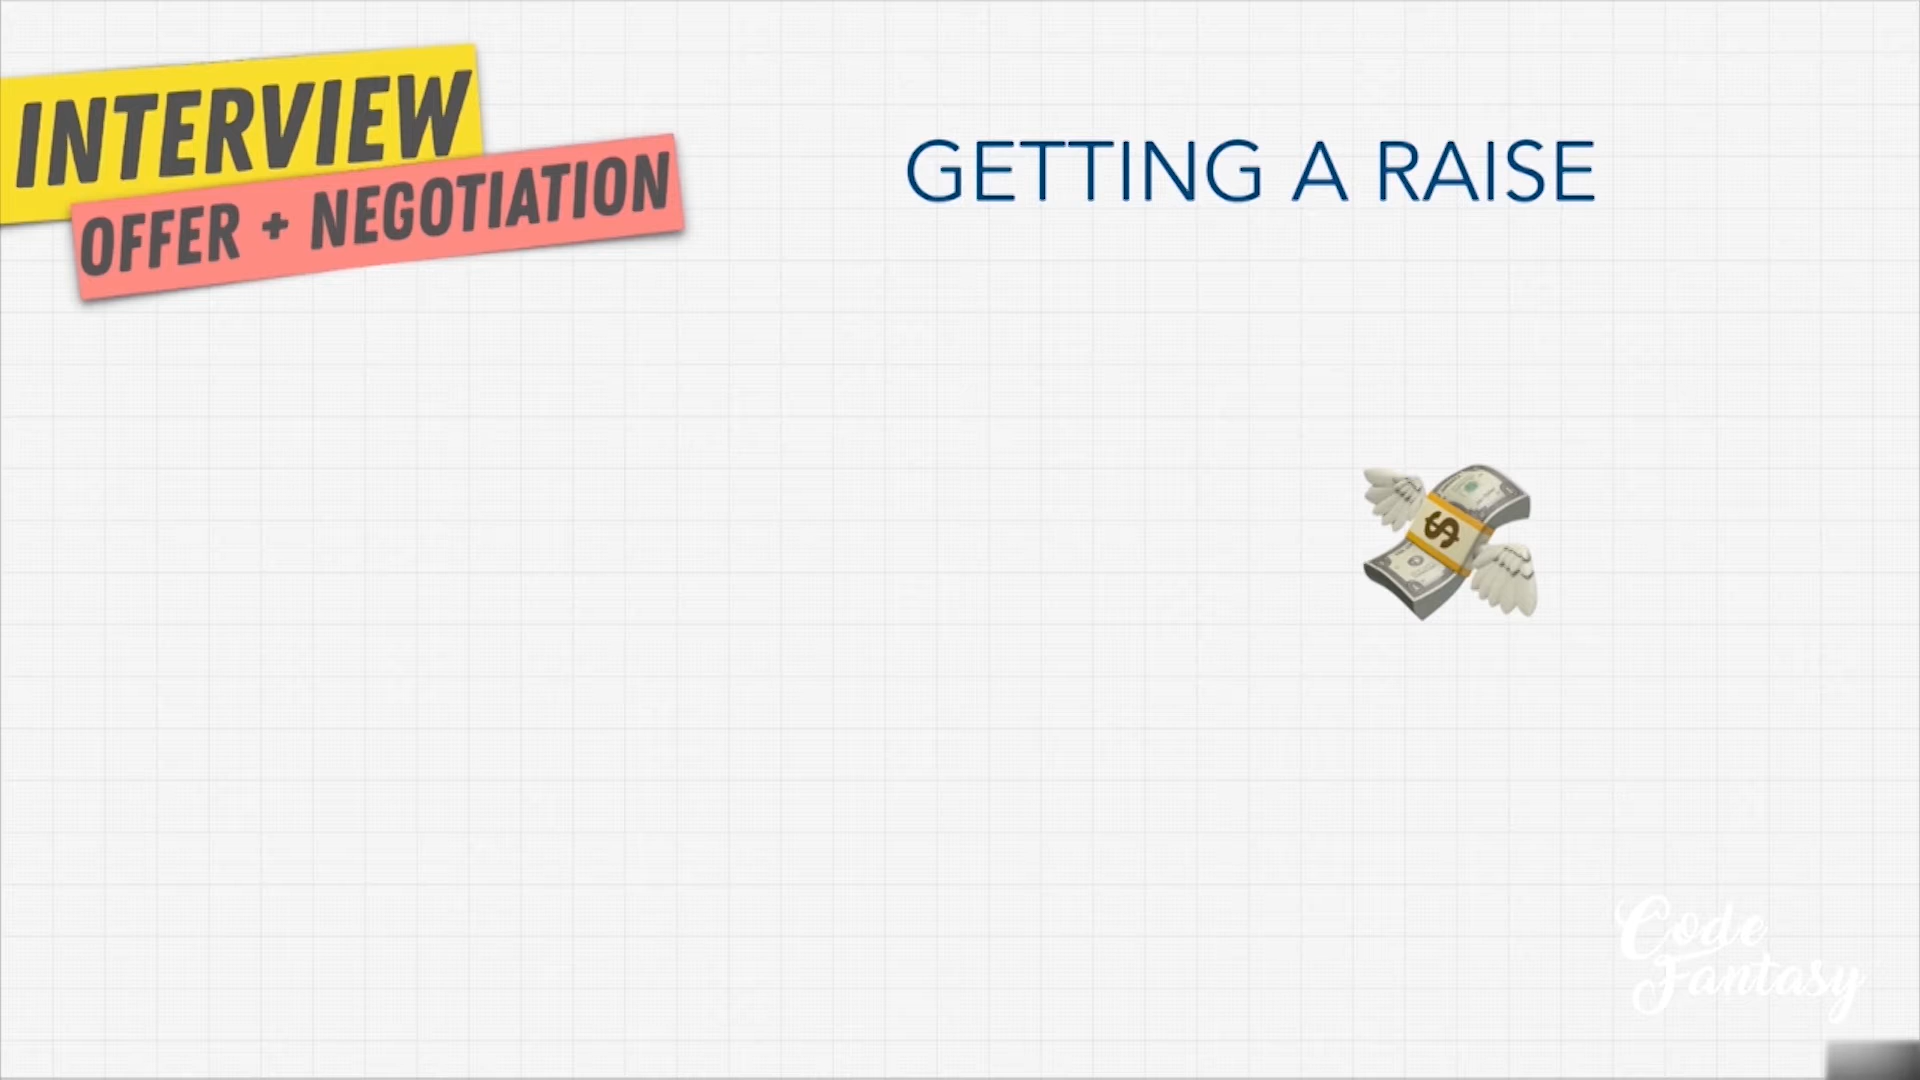 INTERVIEW
OFFER + NEGOTIATION
GETTING A RAISE
$
Code
Fantasy